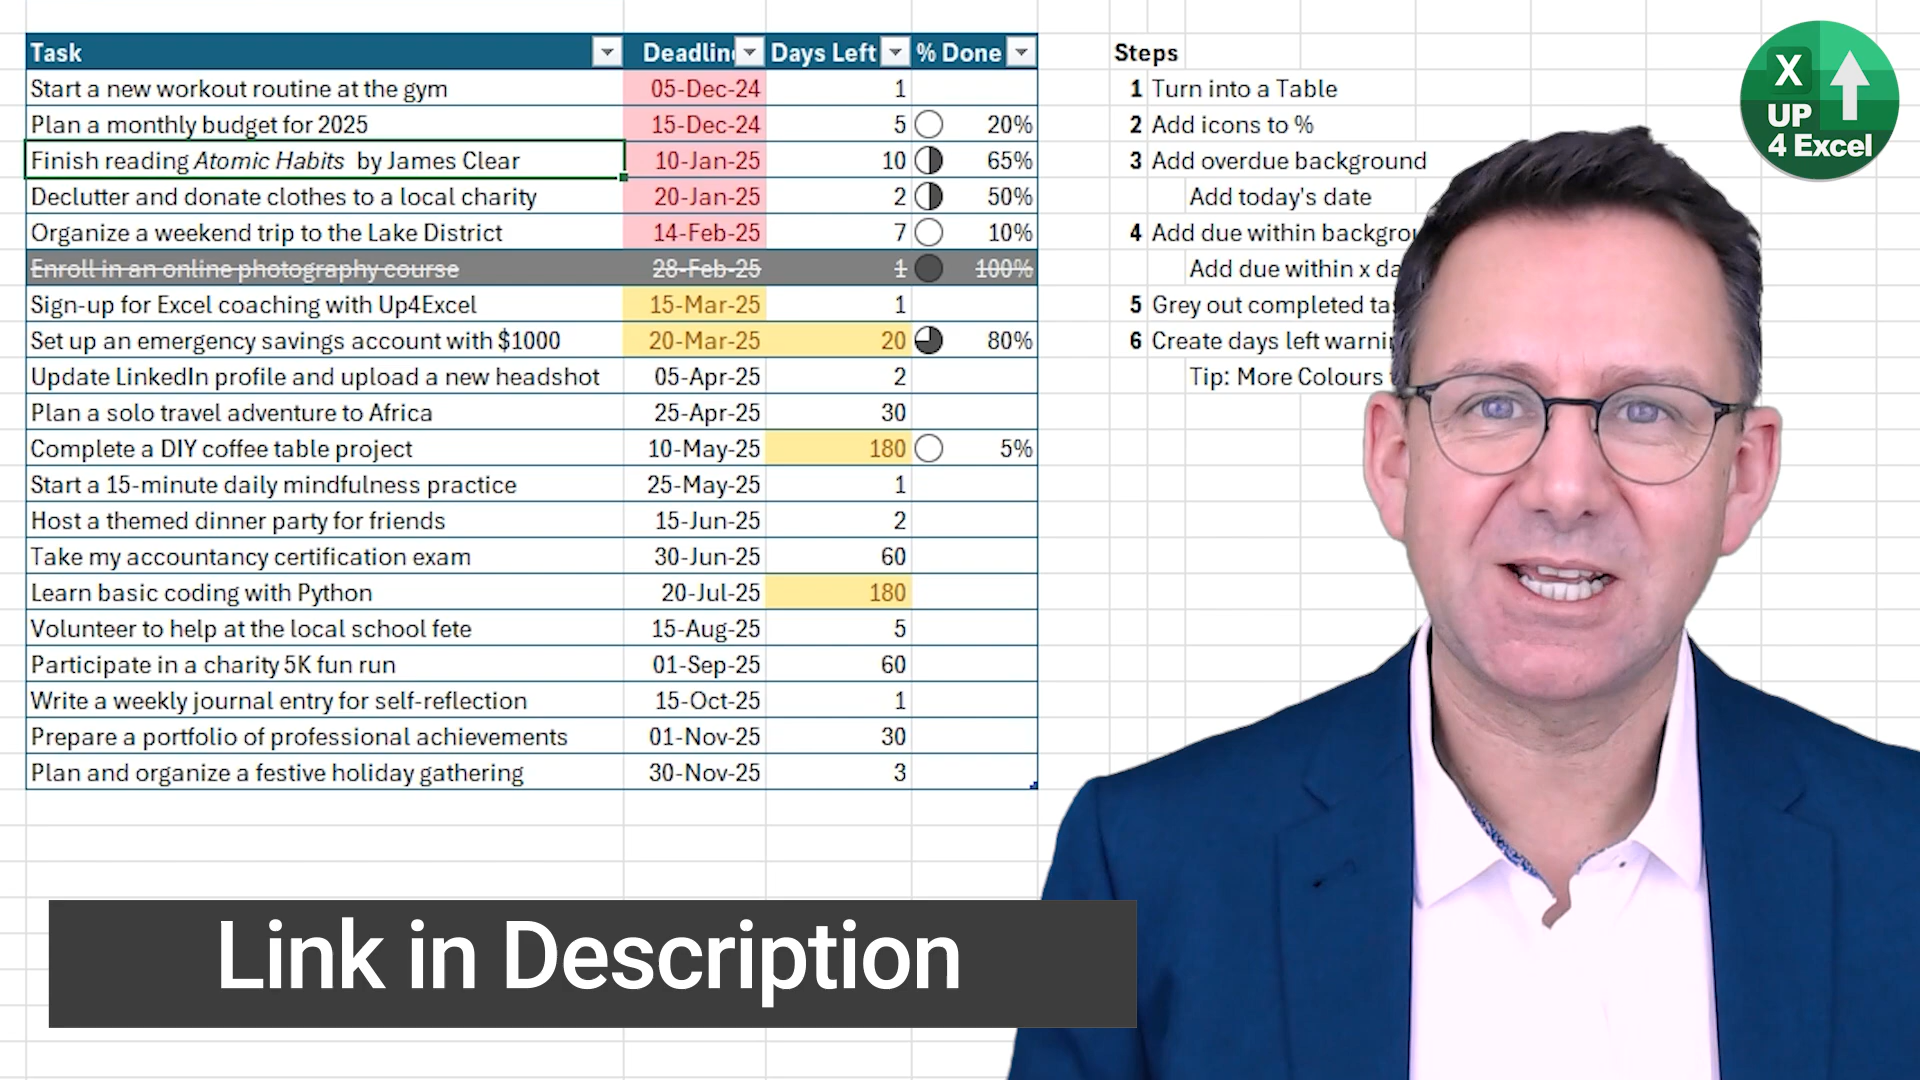 Task Deadlin Days Left % Done
Start a new workout routine at the gym 05-Dec-24 1
Plan a monthly budget for 2025 15-Dec-24 5 20%
Finish reading Atomic Habits by James Clear 10-Jan-25 10 65%
Declutter and donate clothes to a local charity 20-Jan-25 2 50%
Organize a weekend trip to the Lake District 14-Feb-25 7 10%
Enroll in an online photography course 28-Feb-25 1 100%
Sign-up for Excel coaching with Up4Excel 15-Mar-25 1
Set up an emergency savings account with $1000 20-Mar-25 20 80%
Update LinkedIn profile and upload a new headshot 05-Apr-25 2
Plan a solo travel adventure to Africa 25-Apr-25 30
Complete a DIY coffee table project 10-May-25 180 5%
Start a 15-minute daily mindfulness practice 25-May-25 1
Host a themed dinner party for friends 15-Jun-25 2
Take my accountancy certification exam 30-Jun-25 60
Learn basic coding with Python 20-Jul-25 180
Volunteer to help at the local school fete 15-Aug-25 5
Participate in a charity 5K fun run 01-Sep-25 60
Write a weekly journal entry for self-reflection 15-Oct-25 1
Prepare a portfolio of professional achievements 01-Nov-25 30
Plan and organize a festive holiday gathering 30-Nov-25 3
Steps
1 Turn into a Table
2 Add icons to %
3 Add overdue background
Add today's date
4 Add due within
Add due within x
5 Grey out completed
6 Create days left
Tip: More Colours
X
UP
4 Excel
Link in Description